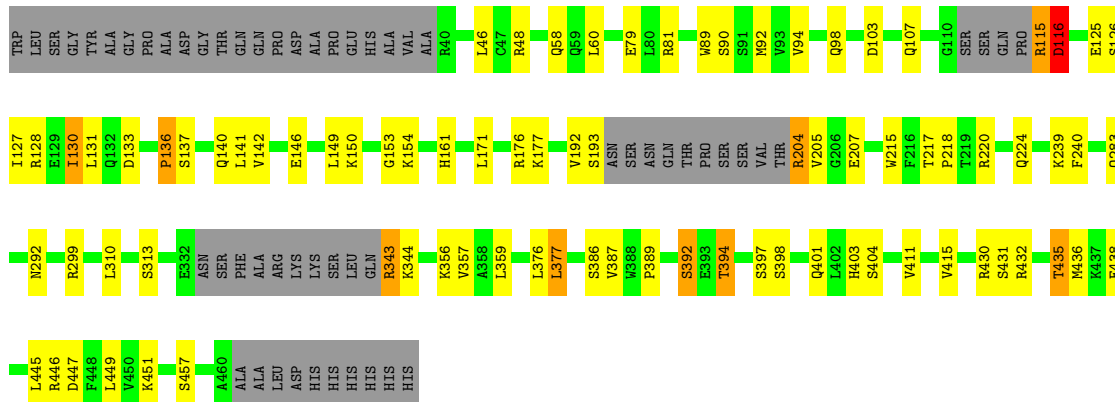 TRP LEU SER GLY TYR ALA GLY PRO ALA ASP GLY THR GLN GLN PRO ASP ALA PRO GLU HIS ALA VAL ALA R40 L46 C47 R48 Q58 Q59 L60 E79 L80 R81 W89 S90 S91 M92 V93 V94 Q98 D103 Q107 G110 SER SER GLN PRO R115 D116 E125 S126
I127 R128 E129 I130 L131 Q132 D133 P136 S137 Q140 L141 V142 E146 L149 K150 G153 K154 H161 L171 R176 K177 V192 S193 ASN SER ASN GLN THR PRO SER SER VAL THR R204 V205 G206 E207 W215 F216 T217 P218 T219 R220 Q224 K239 F240
N292 R299 L310 S313 E332 ASN SER PHE ALA ARG LYS LYS SER LEU GLN R343 K344 K356 V357 A358 L359 L376 L377 S386 V387 W388 P389 S392 E393 T394 S397 S398 Q401 L402 H403 S404 V411 V415 R430 S431 R432 T435 M436 K437
L445 R446 D447 F448 L449 V450 K451 S457 A460 ALA ALA LEU ASP HIS HIS HIS HIS HIS HIS